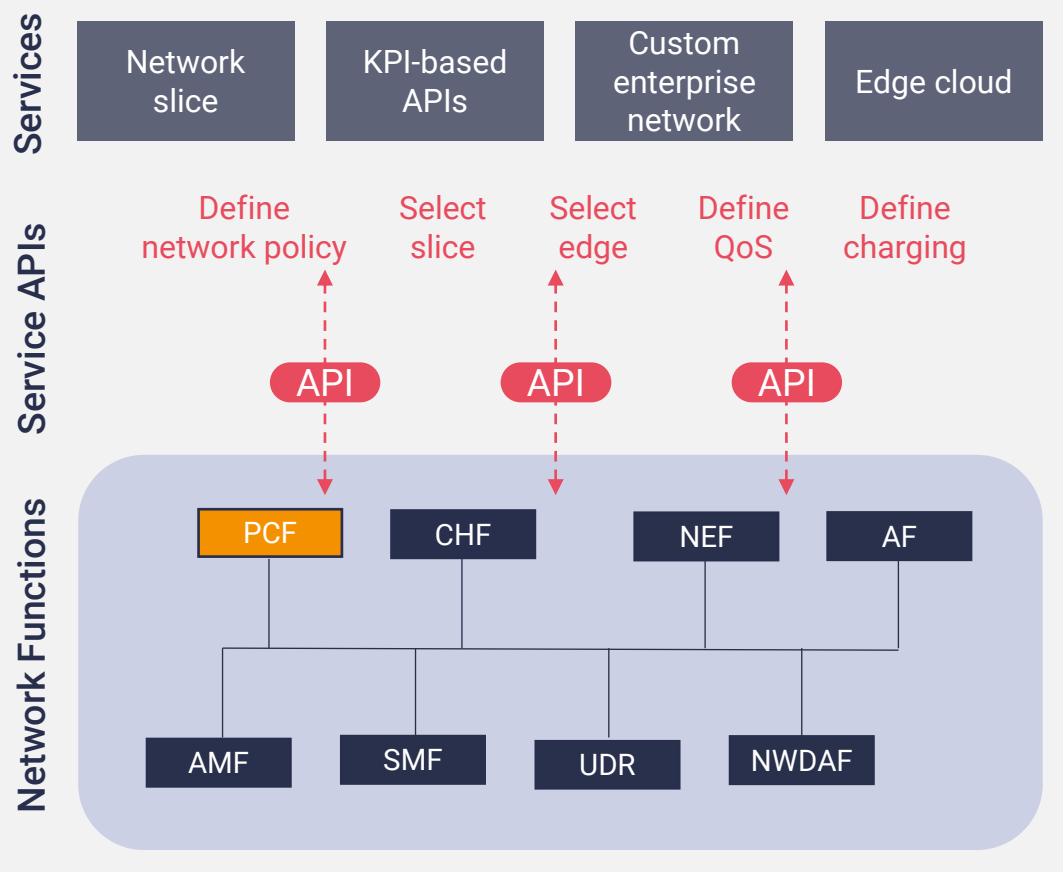 Services
Network
slice
KPI-based
APIs
Custom
enterprise
network
Edge cloud
Service APIs
Define
network policy
Select
slice
Select
edge
Define
QoS
Define
charging
API
API
API
Network Functions
PCF
CHF
NEF
AF
AMF
SMF
UDR
NWDAF